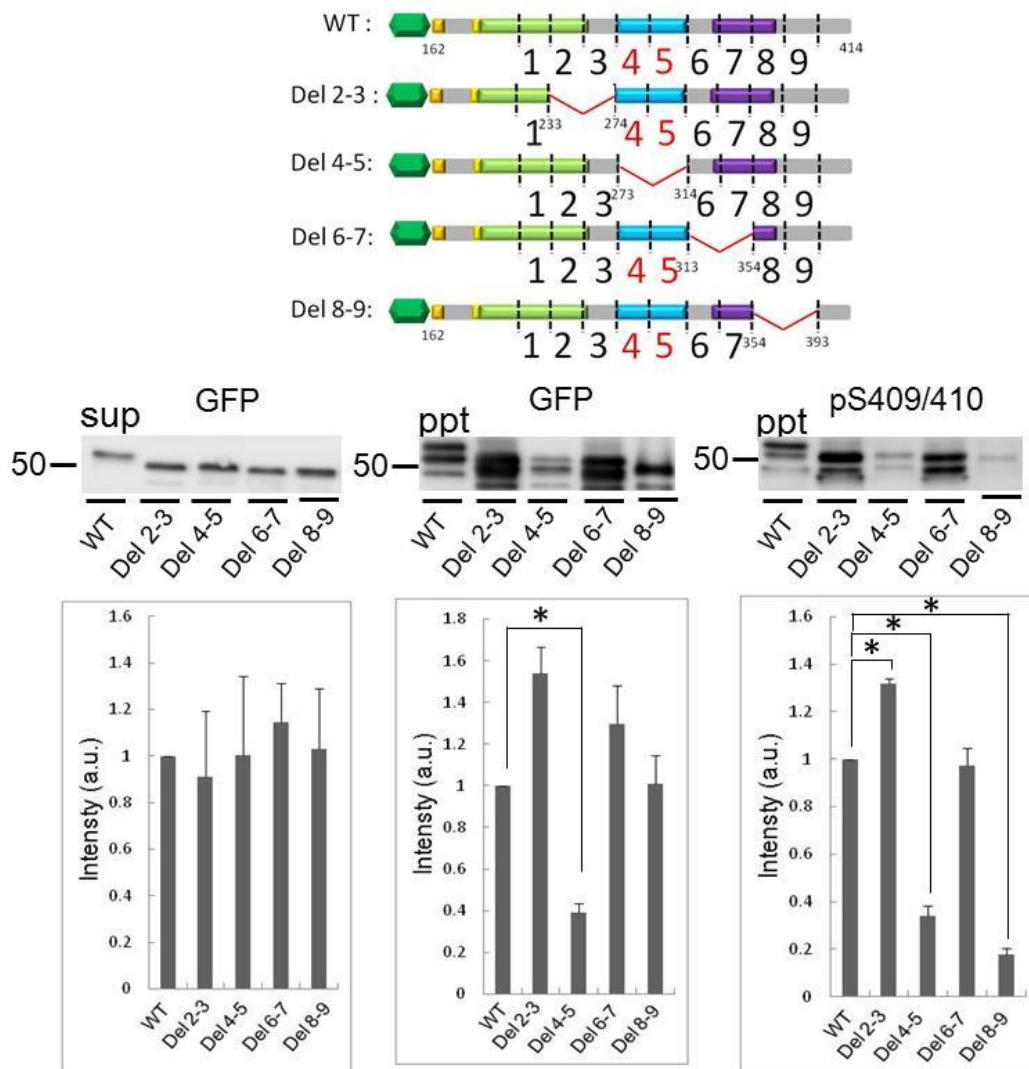 WT :
162
414
1 2 3 4 5 6 7 8 9
Del 2-3 :
233
274
1 4 5 6 7 8 9
Del 4-5:
273
314
1 2 3 6 7 8 9
Del 6-7:
313
354
1 2 3 4 5 8 9
Del 8-9:
162
354
393
1 2 3 4 5 6 7
sup GFP
50
WT Del 2-3 Del 4-5 Del 6-7 Del 8-9
ppt GFP
50
WT Del 2-3 Del 4-5 Del 6-7 Del 8-9
ppt pS409/410
50
WT Del 2-3 Del 4-5 Del 6-7 Del 8-9
Intensty (a.u.)
1.6
1.4
1.2
1
0.8
0.6
0.4
0.2
0
WT Del 2-3 Del 4-5 Del 6-7 Del 8-9
Intensty (a.u.)
1.8
1.6
1.4
1.2
1
0.8
0.6
0.4
0.2
0
*
WT Del 2-3 Del 4-5 Del 6-7 Del 8-9
Intensty (a.u.)
1.6
1.4
1.2
1
0.8
0.6
0.4
0.2
0
*
*
*
WT Del 2-3 Del 4-5 Del 6-7 Del 8-9